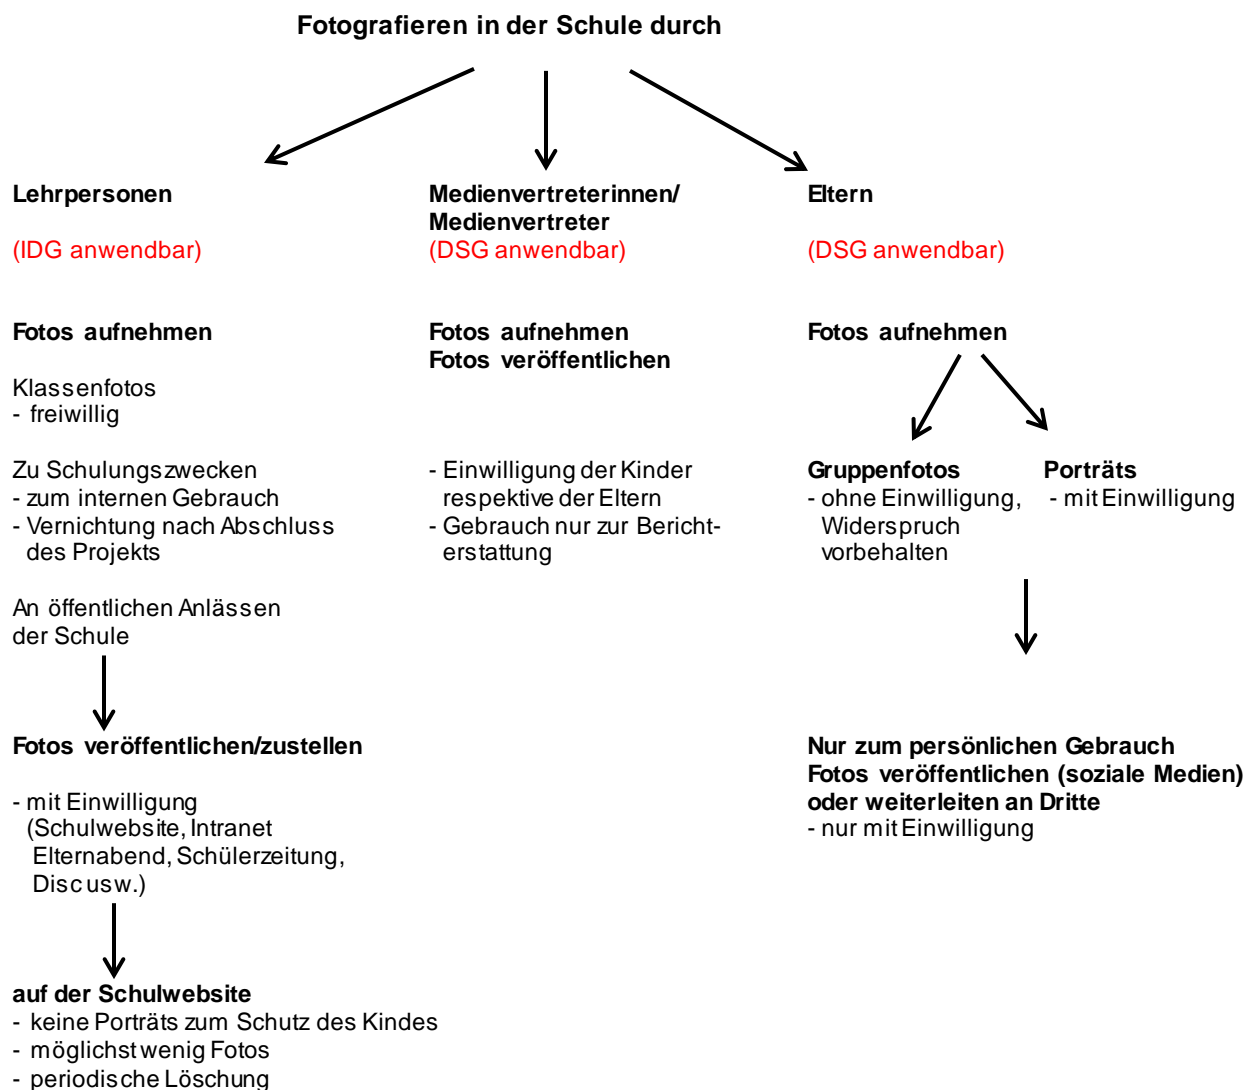 Fotografieren in der Schule durch
Lehrpersonen
(IDG anwendbar)
Fotos aufnehmen
Klassenfotos
- freiwillig
Zu Schulungszwecken
- zum internen Gebrauch
- Vernichtung nach Abschluss
des Projekts
An öffentlichen Anlässen
der Schule
Fotos veröffentlichen/zustellen
- mit Einwilligung
(Schulwebsite, Intranet
Elternabend, Schülerzeitung,
Disc usw.)
auf der Schulwebsite
- keine Porträts zum Schutz des Kindes
- möglichst wenig Fotos
- periodische Löschung
Medienvertreterinnen/
Medienvertreter
(DSG anwendbar)
Fotos aufnehmen
Fotos veröffentlichen
- Einwilligung der Kinder
respektive der Eltern
- Gebrauch nur zur Bericht-
erstattung
Eltern
(DSG anwendbar)
Fotos aufnehmen
Gruppenfotos
- ohne Einwilligung,
Widerspruch
vorbehalten
Porträts
- mit Einwilligung
Nur zum persönlichen Gebrauch
Fotos veröffentlichen (soziale Medien)
oder weiterleiten an Dritte
- nur mit Einwilligung